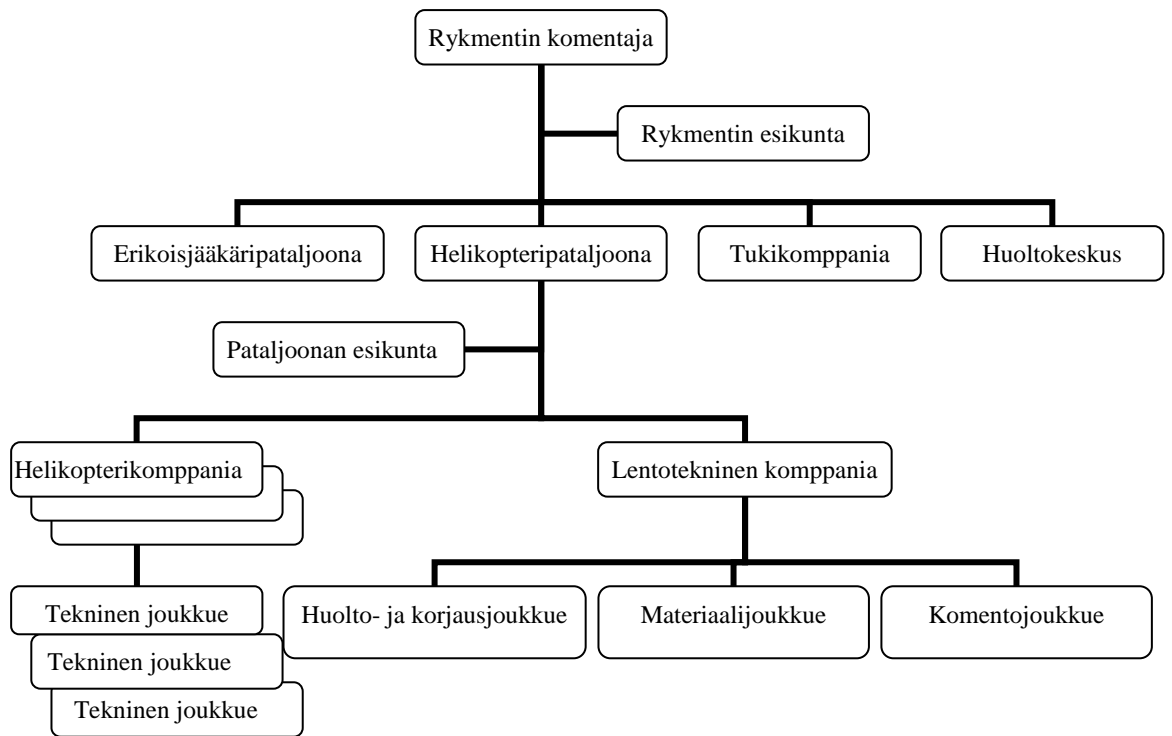 Rykmentin komentaja
Rykmentin esikunta
Erikoisjääkäripataljoona
Helikopteripataljoona
Tukikomppania
Huoltokeskus
Pataljoonan esikunta
Helikopterikomppania
Lentotekninen komppania
Tekninen joukkue
Huolto- ja korjausjoukkue
Materiaalijoukkue
Komentojoukkue
Tekninen joukkue
Tekninen joukkue